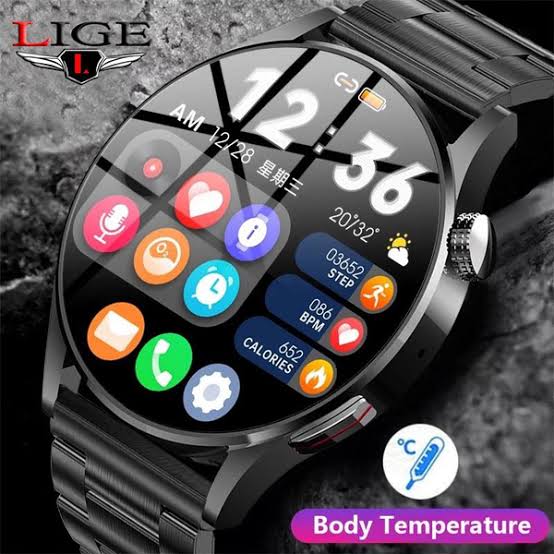 LIGE
L
12:36
AM 12/28 星期三
20°/32°
O2
03652
STEP
086
BPM
652
CALORIES
°C
Body Temperature